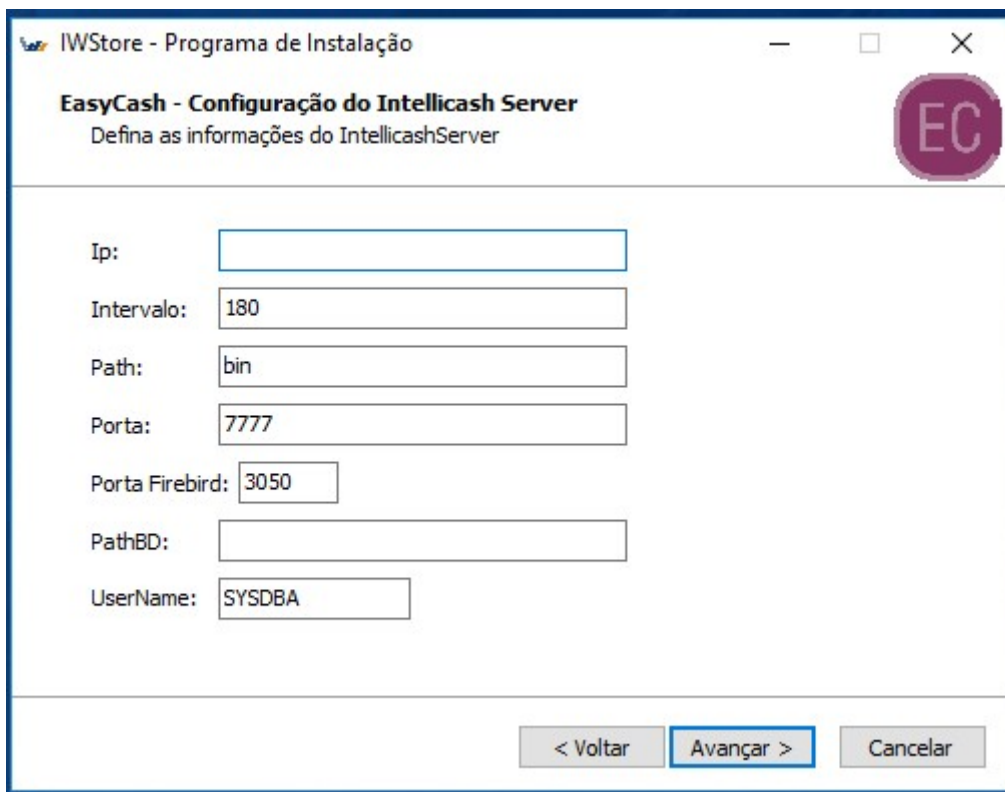 IWStore - Programa de Instalação
EasyCash - Configuração do Intellicash Server
Defina as informações do IntellicashServer
EC
Ip:
Intervalo: 180
Path: bin
Porta: 7777
Porta Firebird: 3050
PathBD:
UserName: SYSDBA
< Voltar Avançar > Cancelar